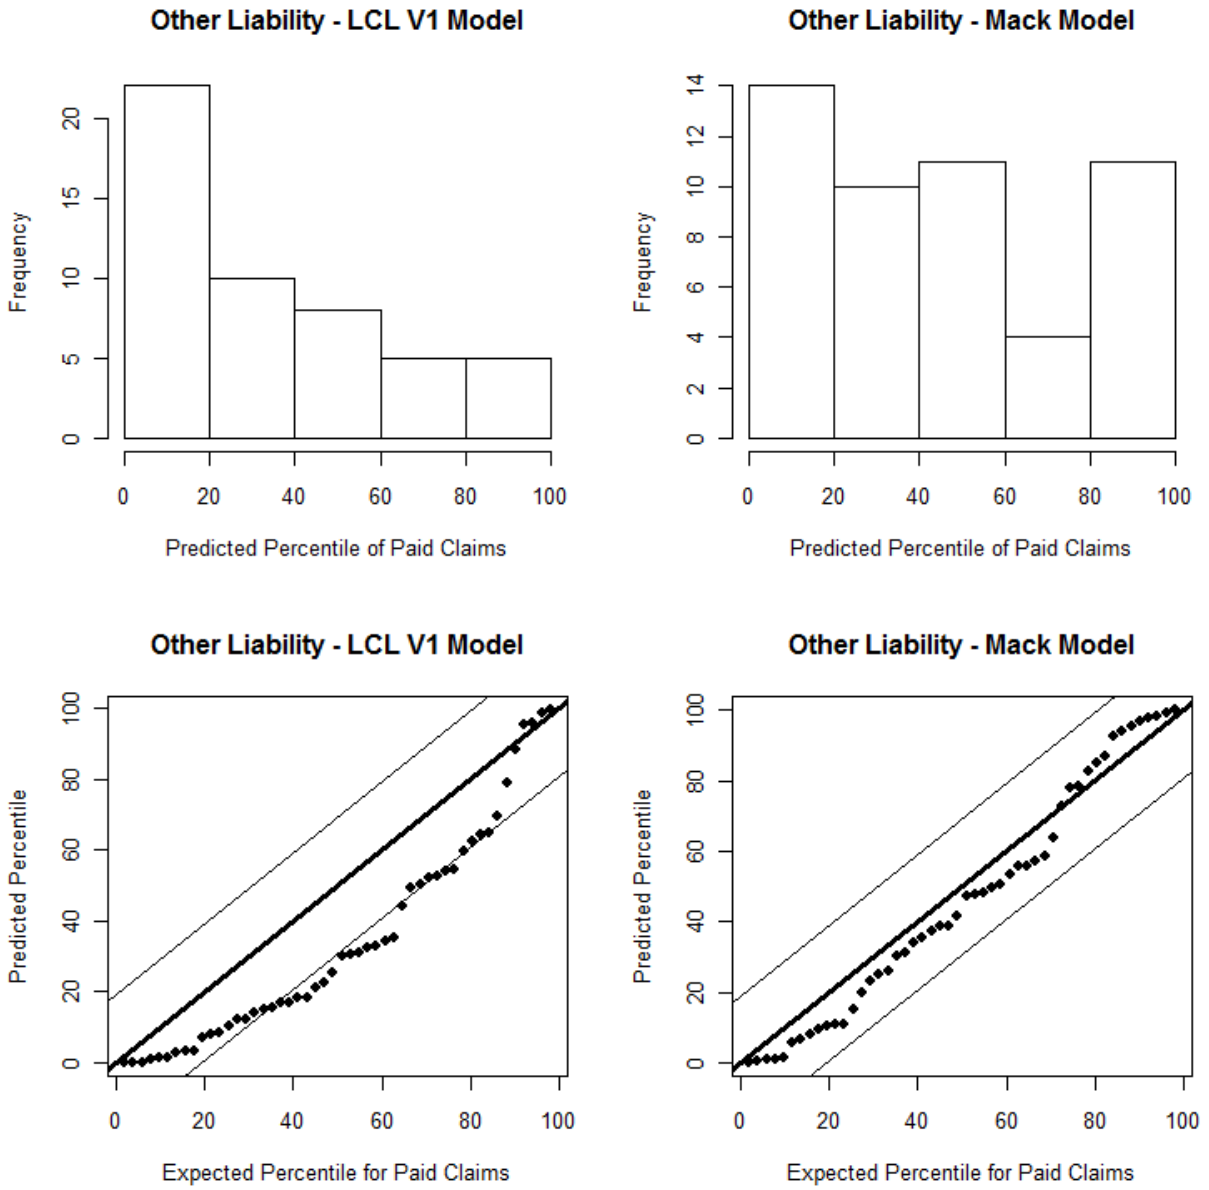 Other Liability - LCL V1 Model
Frequency
20
15
10
5
0
0 20 40 60 80 100
Predicted Percentile of Paid Claims
Other Liability - Mack Model
Frequency
14
12
10
8
6
4
2
0
0 20 40 60 80 100
Predicted Percentile of Paid Claims
Other Liability - LCL V1 Model
Predicted Percentile
100
80
60
40
20
0
0 20 40 60 80 100
Expected Percentile for Paid Claims
Other Liability - Mack Model
Predicted Percentile
100
80
60
40
20
0
0 20 40 60 80 100
Expected Percentile for Paid Claims